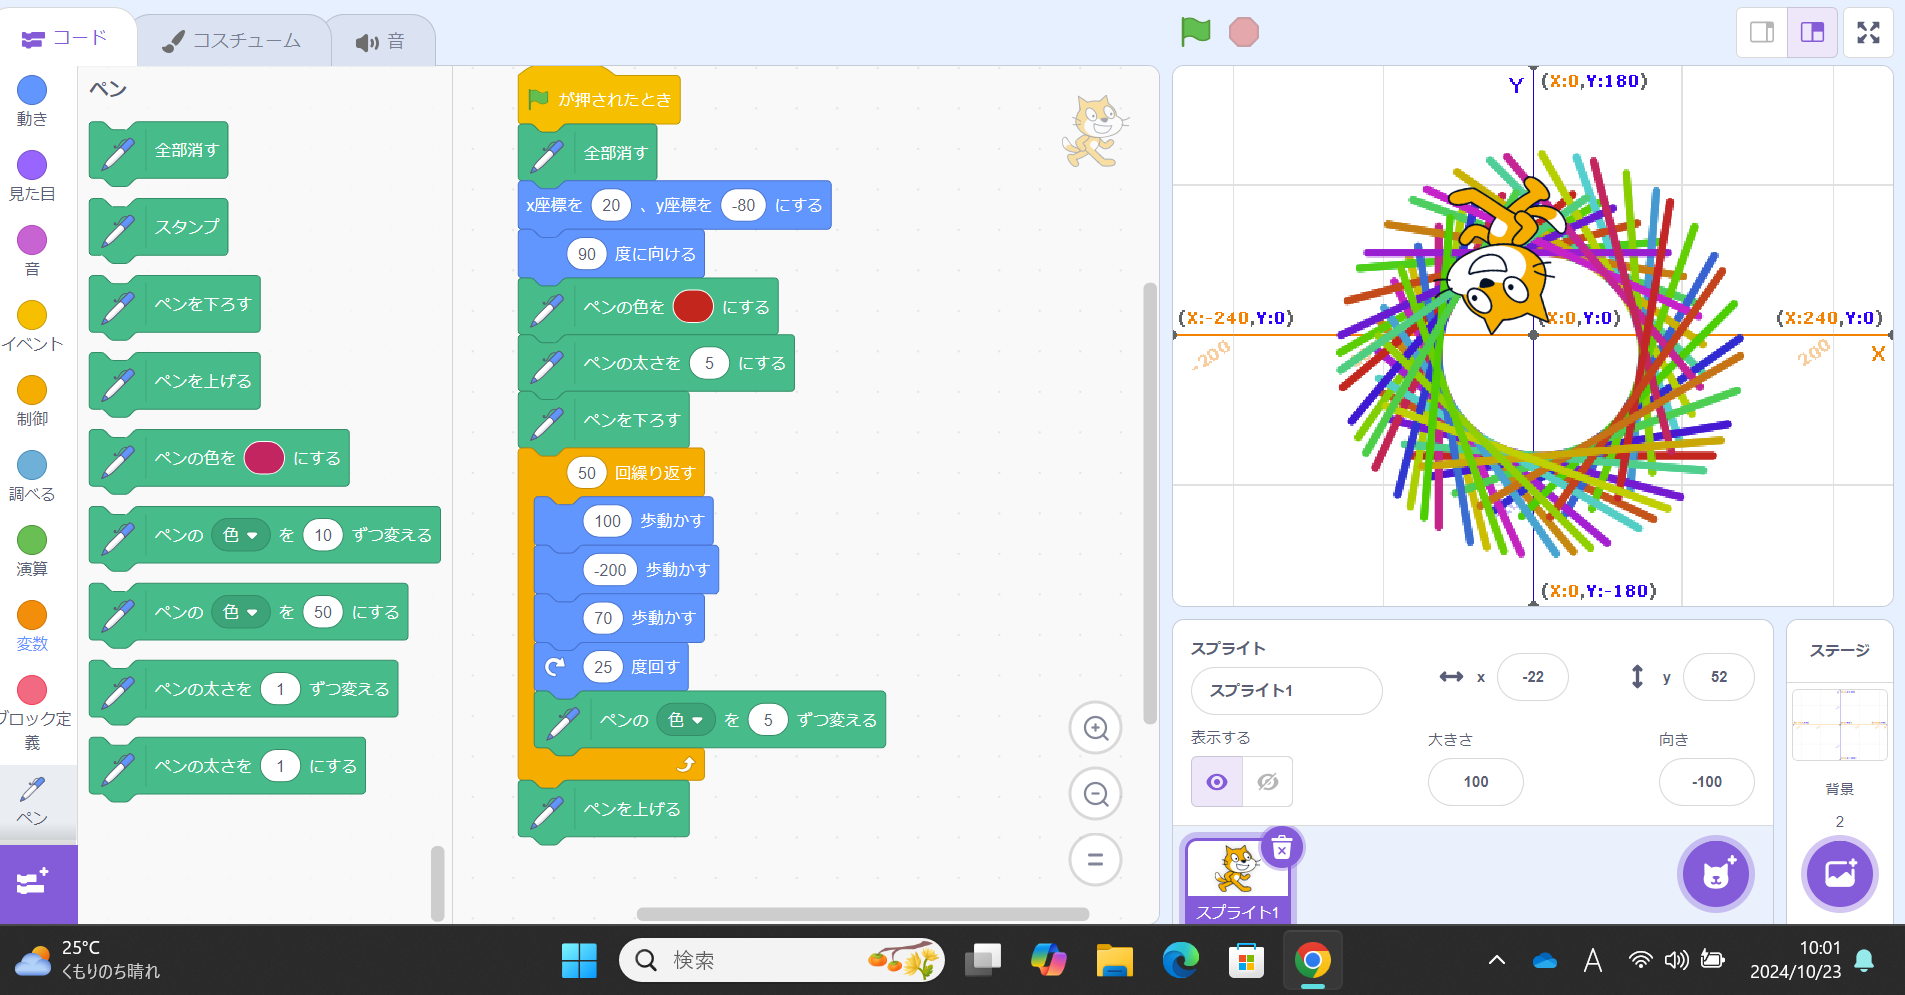 コード
コスチューム
音
動き
見た目
音
イベント
制御
調べる
演算
変数
ブロック定
義
ペン
ペン
全部消す
スタンプ
ペンを下ろす
ペンを上げる
ペンの色を にする
ペンの 色 を 10 ずつ変える
ペンの 色 を 50 にする
ペンの太さを 1 ずつ変える
ペンの太さを 1 にする
が押されたとき
全部消す
x座標を 20 、y座標を -80 にする
90 度に向ける
ペンの色を にする
ペンの太さを 5 にする
ペンを下ろす
50 回繰り返す
100 歩動かす
-200 歩動かす
70 歩動かす
25 度回す
ペンの 色 を 5 ずつ変える
ペンを上げる
Y (X:0,Y:180)
(X:-240,Y:0)
(X:0,Y:0)
(X:240,Y:0)
-200
200
X
(X:0,Y:-180)
スプライト
スプライト1
x -22
y 52
表示する
大きさ
100
向き
-100
スプライト1
ステージ
背景
2
25°C
くもりのち晴れ
検索
A
10:01
2024/10/23